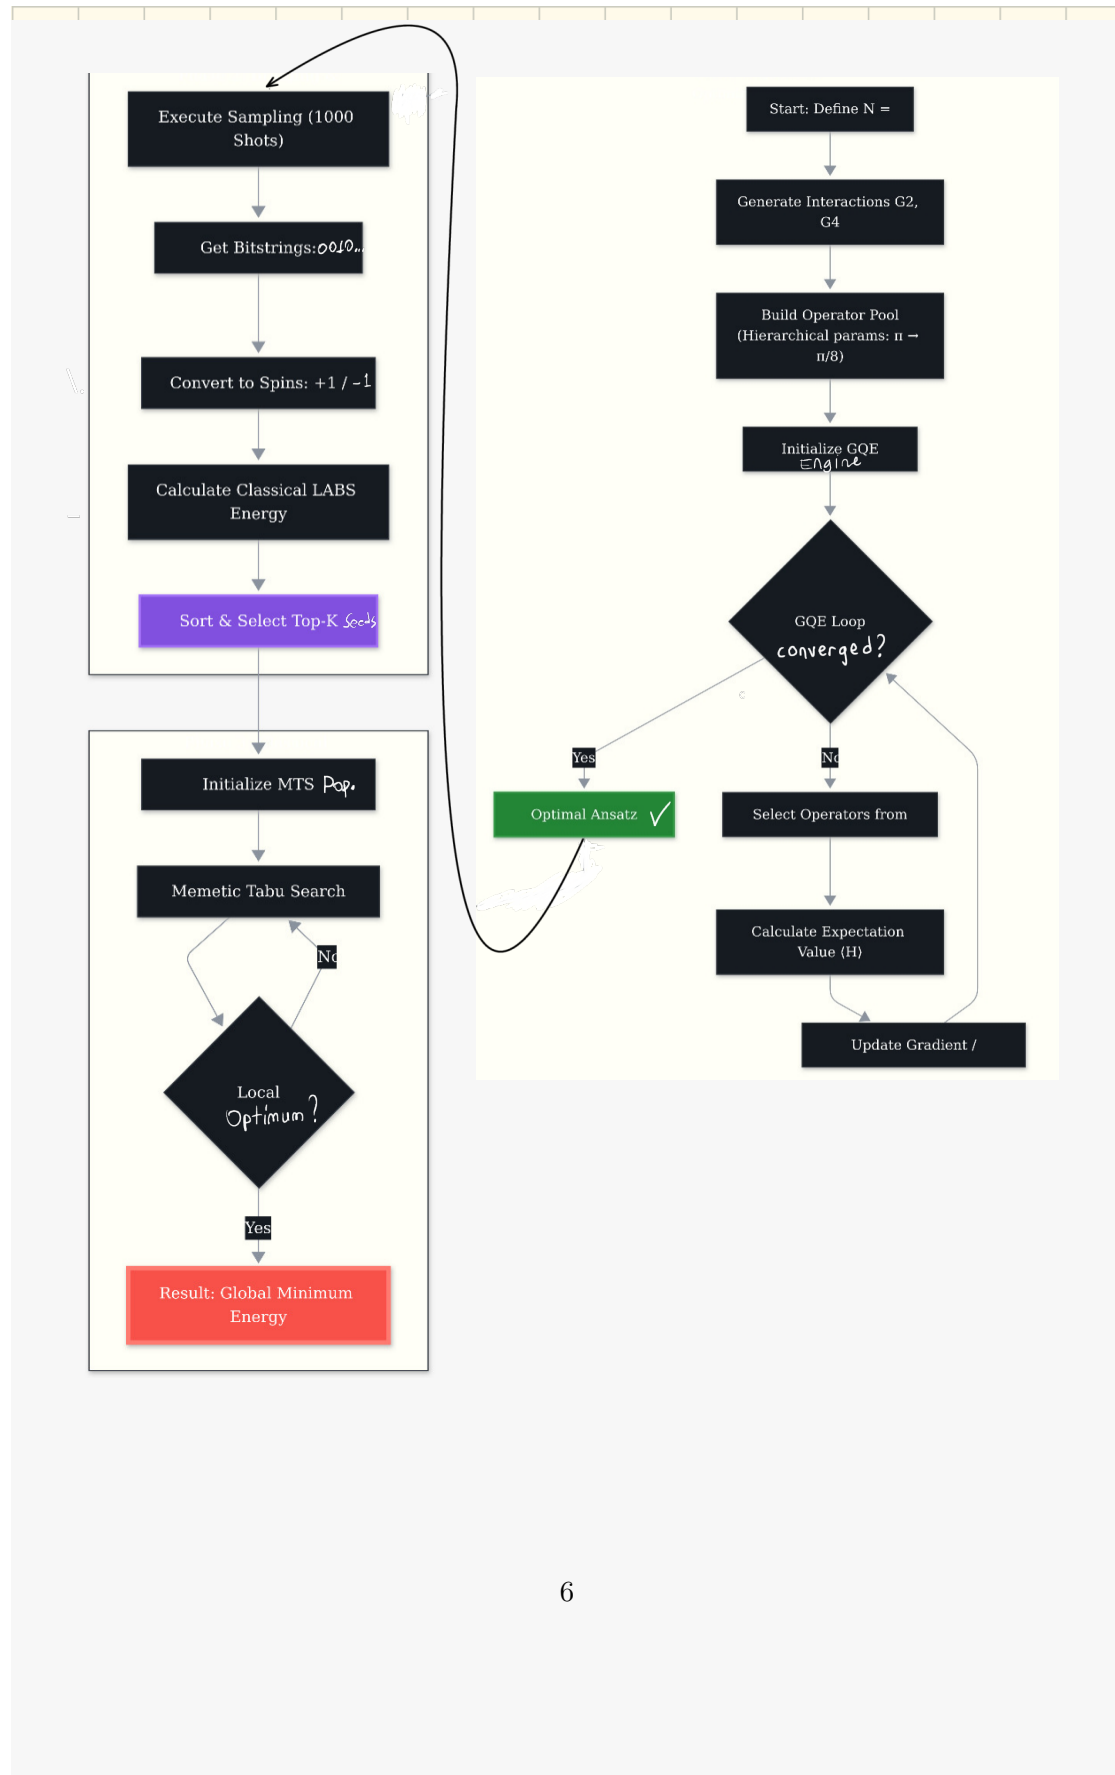 Start: Define N =
Generate Interactions G2,
G4
Build Operator Pool
(Hierarchical params: π →
π/8)
Initialize GQE
Engine
GQE Loop
converged?
Yes
No
Optimal Ansatz ✓
Select Operators from
Calculate Expectation
Value ⟨H⟩
Update Gradient /
Execute Sampling (1000
Shots)
Get Bitstrings:0010..
Convert to Spins: +1 / -1
Calculate Classical LABS
Energy
Sort & Select Top-K Seeds
Initialize MTS Pop.
Memetic Tabu Search
No
Local
Optimum?
Yes
Result: Global Minimum
Energy
6